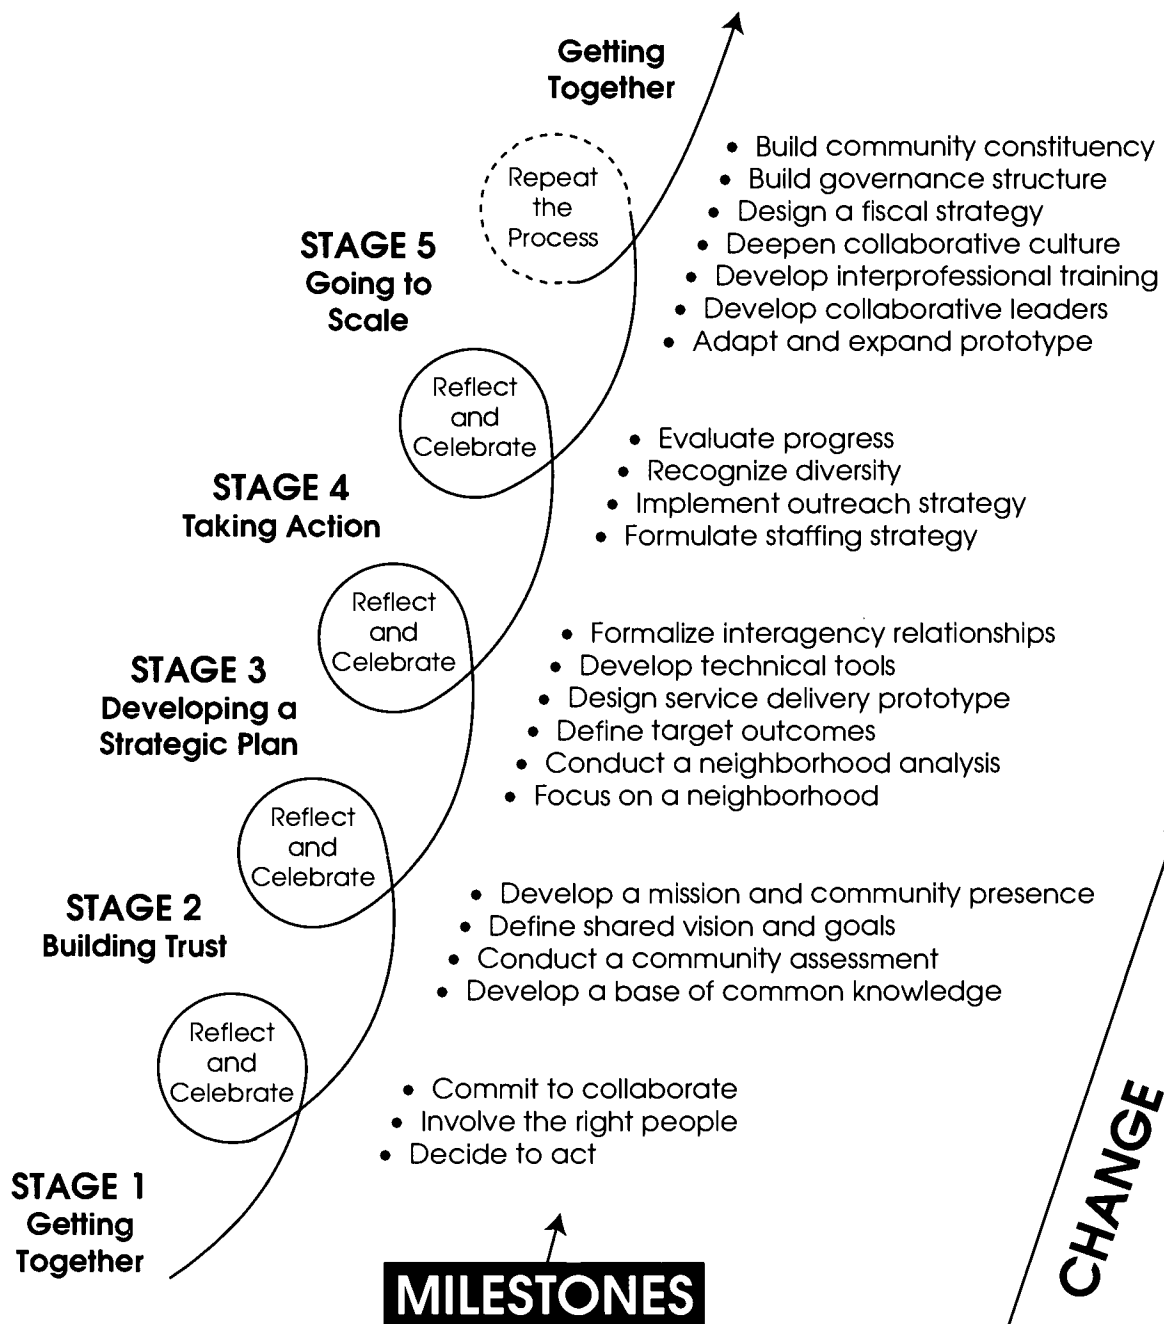 Getting
Together
Repeat
the
Process
• Build community constituency
• Build governance structure
• Design a fiscal strategy
• Deepen collaborative culture
• Develop interprofessional training
• Develop collaborative leaders
• Adapt and expand prototype
STAGE 5
Going to
Scale
Reflect
and
Celebrate
• Evaluate progress
• Recognize diversity
• Implement outreach strategy
• Formulate staffing strategy
STAGE 4
Taking Action
Reflect
and
Celebrate
• Formalize interagency relationships
• Develop technical tools
• Design service delivery prototype
• Define target outcomes
• Conduct a neighborhood analysis
• Focus on a neighborhood
STAGE 3
Developing a
Strategic Plan
Reflect
and
Celebrate
• Develop a mission and community presence
• Define shared vision and goals
• Conduct a community assessment
• Develop a base of common knowledge
STAGE 2
Building Trust
Reflect
and
Celebrate
• Commit to collaborate
• Involve the right people
• Decide to act
STAGE 1
Getting
Together
MILESTONES
CHANGE